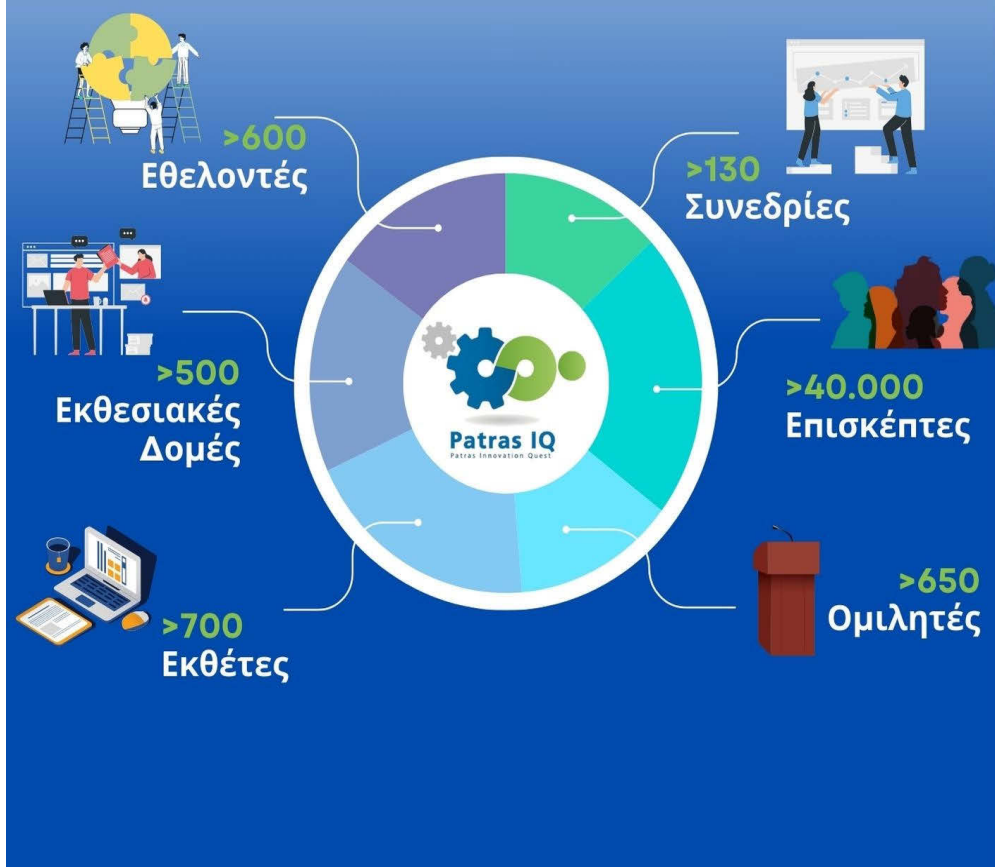 >600
Εθελοντές
>130
Συνεδρίες
>500
Εκθεσιακές
Δομές
>40.000
Επισκέπτες
Patras IQ
Patras Innovation Quest
>700
Εκθέτες
>650
Ομιλητές